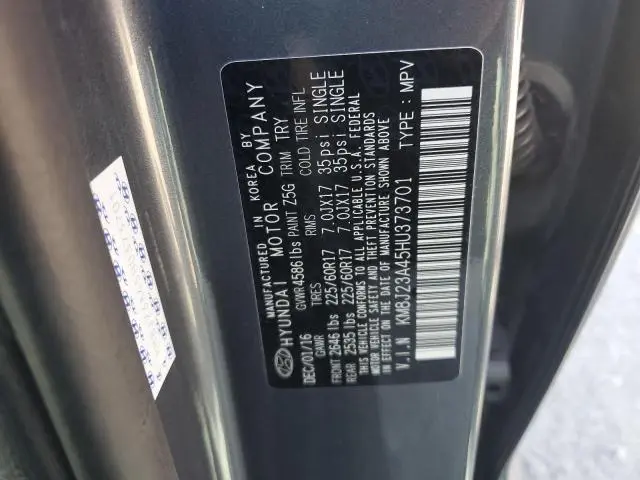 MANUFACTURED IN KOREA BY
HYUNDAI MOTOR COMPANY
DEC/01/16 GVWR 4586 lbs PAINT Z5G TRIM TRY
GAWR TIRES RIMS COLD TIRE INFL
FRONT 2646 lbs 225/60R17 7.0JX17 35psi SINGLE
REAR 2535 lbs 225/60R17 7.0JX17 35psi SINGLE
THIS VEHICLE CONFORMS TO ALL APPLICABLE U.S.A. FEDERAL
MOTOR VEHICLE SAFETY AND THEFT PREVENTION STANDARDS
IN EFFECT ON THE DATE OF MANUFACTURE SHOWN ABOVE
V.I.N KM8J23A45HU373701 TYPE : MPV